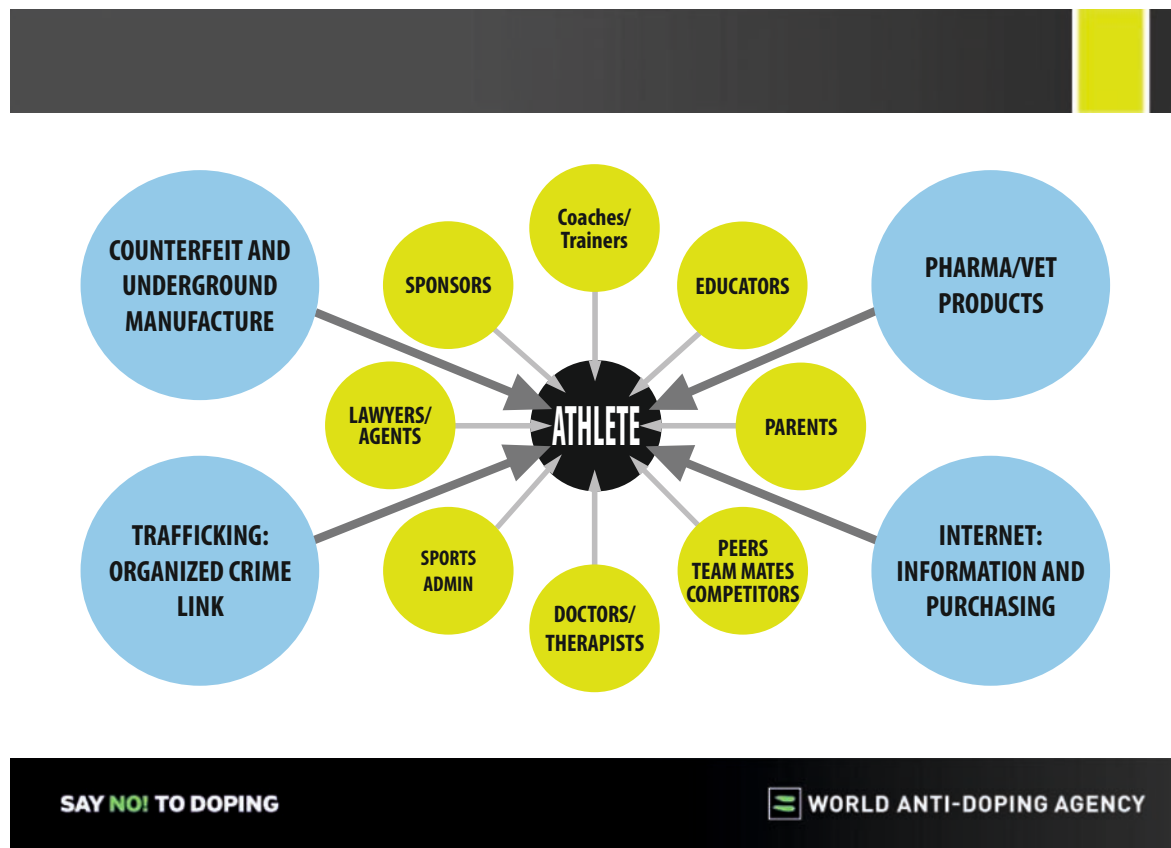 COUNTERFEIT AND
UNDERGROUND
MANUFACTURE
SPONSORS
Coaches/
Trainers
EDUCATORS
PHARMA/VET
PRODUCTS
LAWYERS/
AGENTS
ATHLETE
PARENTS
TRAFFICKING:
ORGANIZED CRIME
LINK
SPORTS
ADMIN
DOCTORS/
THERAPISTS
PEERS
TEAM MATES
COMPETITORS
INTERNET:
INFORMATION AND
PURCHASING
SAY NO! TO DOPING
WORLD ANTI-DOPING AGENCY